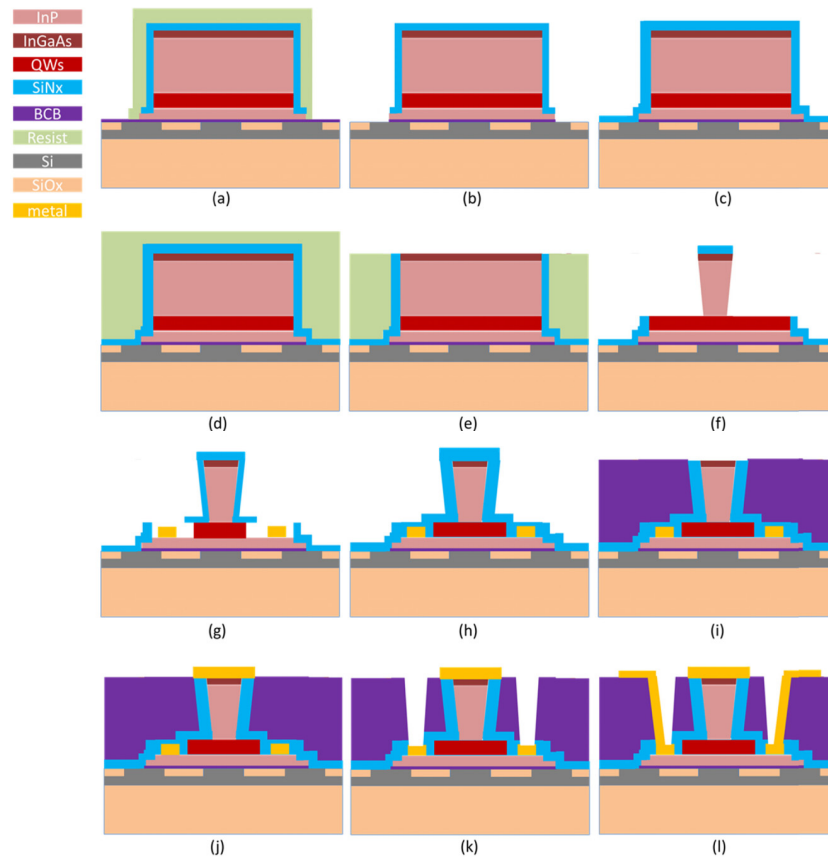 InP
InGaAs
QWs
SiNx
BCB
Resist
Si
SiOx
metal
(a) (b) (c)
(d) (e) (f)
(g) (h) (i)
(j) (k) (l)